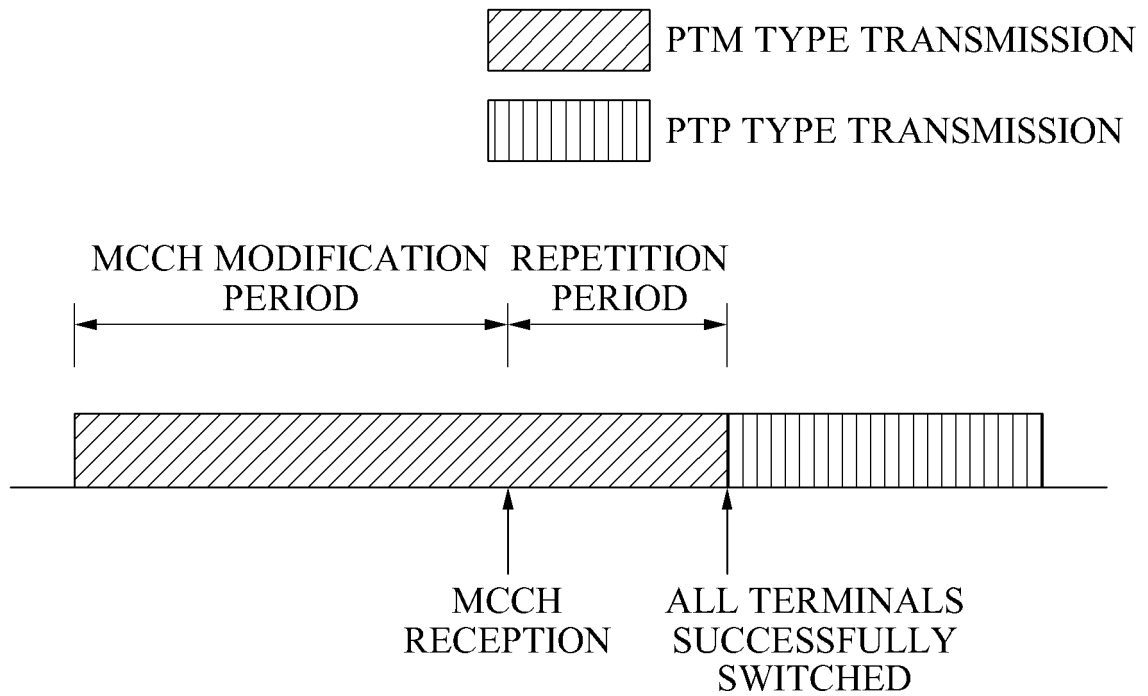 PTM TYPE TRANSMISSION
PTP TYPE TRANSMISSION
MCCH MODIFICATION
PERIOD
REPETITION
PERIOD
MCCH
RECEPTION
ALL TERMINALS
SUCCESSFULLY
SWITCHED